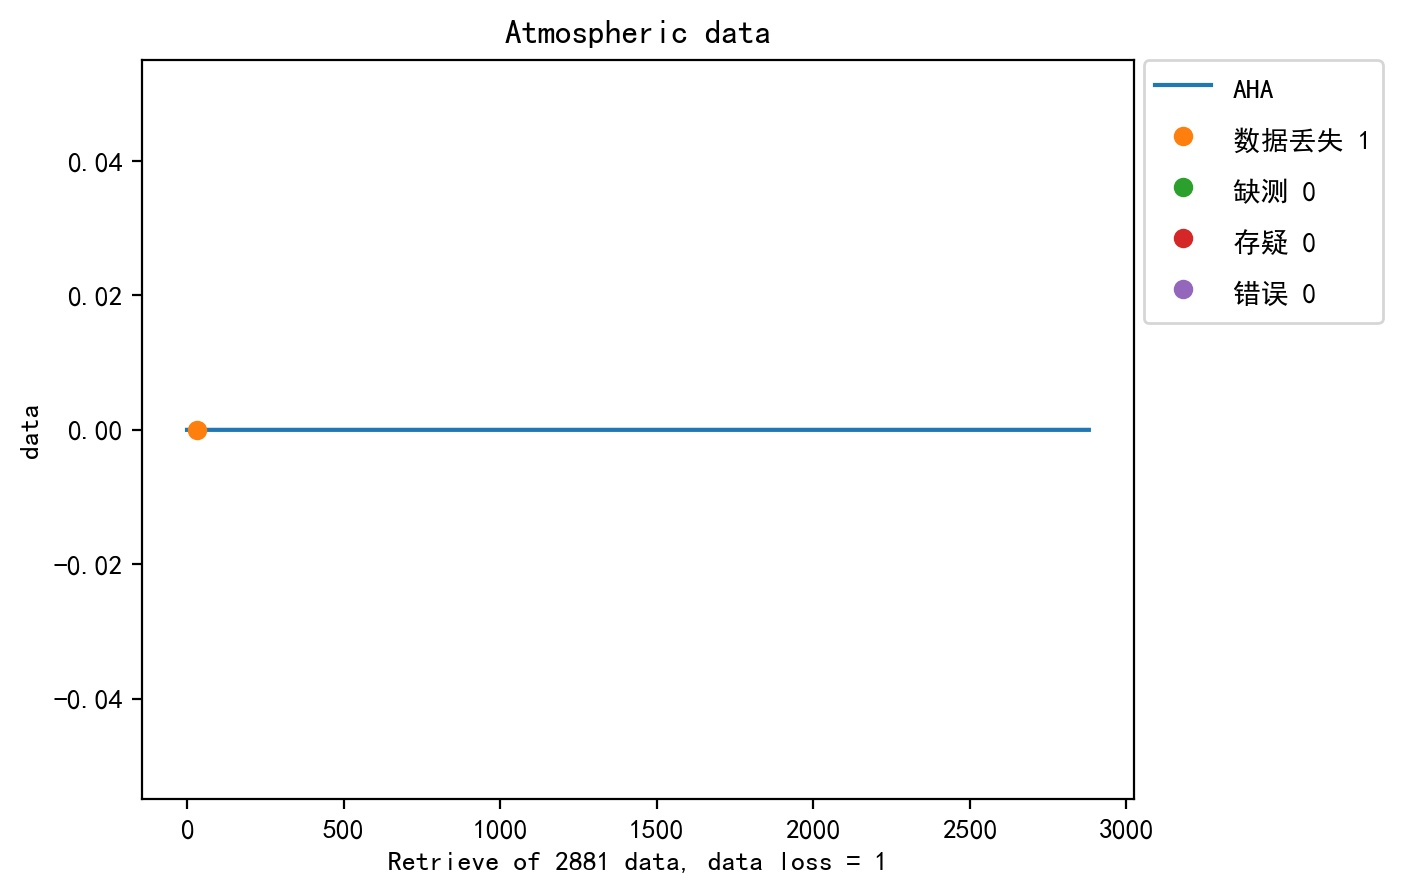 Atmospheric data
AHA
数据丢失 1
缺测 0
存疑 0
错误 0
0.04
0.02
0.00
−0.02
−0.04
data
0 500 1000 1500 2000 2500 3000
Retrieve of 2881 data, data loss = 1